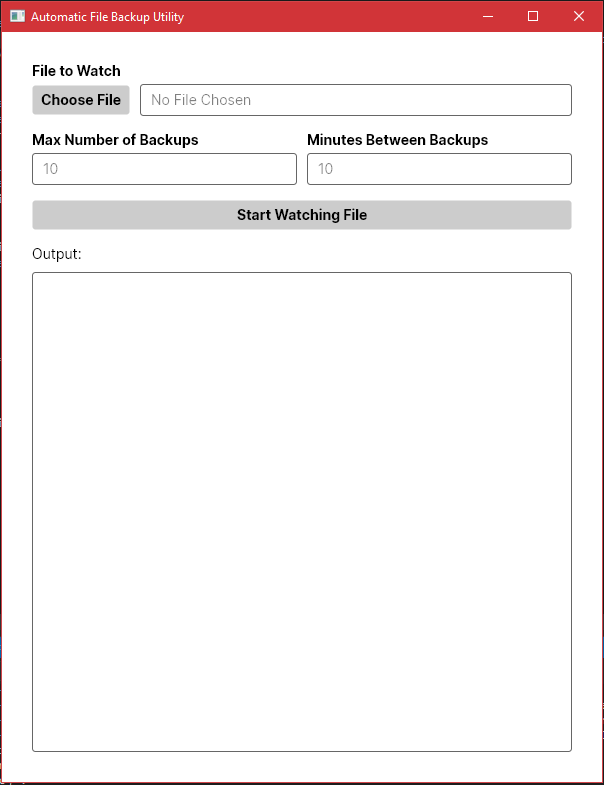 Automatic File Backup Utility
File to Watch
Choose File No File Chosen
Max Number of Backups Minutes Between Backups
10 10
Start Watching File
Output: